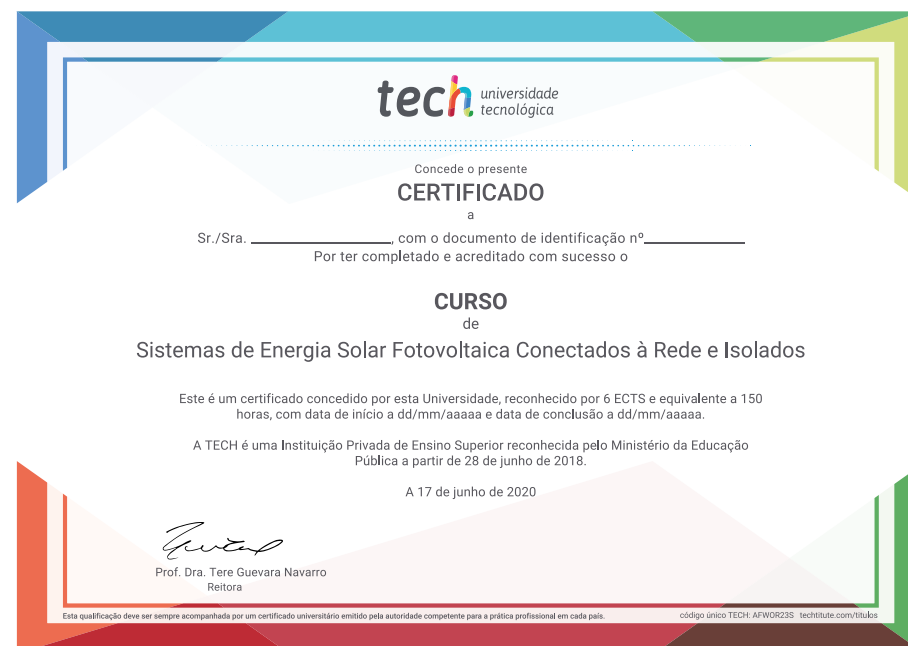 tech universidade
tecnológica
Concede o presente
CERTIFICADO
a
Sr./Sra. ____________________, com o documento de identificação nº______________
Por ter completado e acreditado com sucesso o
CURSO
de
Sistemas de Energia Solar Fotovoltaica Conectados à Rede e Isolados
Este é um certificado concedido por esta Universidade, reconhecido por 6 ECTS e equivalente a 150
horas, com data de início a dd/mm/aaaaa e data de conclusão a dd/mm/aaaaa.
A TECH é uma Instituição Privada de Ensino Superior reconhecida pelo Ministério da Educação
Pública a partir de 28 de junho de 2018.
A 17 de junho de 2020
Prof. Dra. Tere Guevara Navarro
Reitora
Esta qualificação deve ser sempre acompanhada por um certificado universitário emitido pela autoridade competente para a prática profissional em cada país.
código único TECH: AFWOR23S techtitute.com/titulos